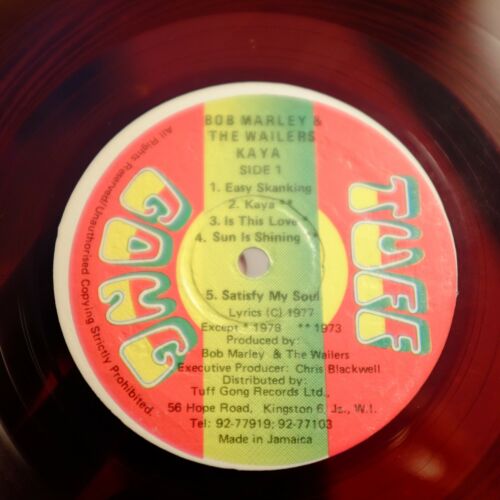 BOB MARLEY &
THE WAILERS
KAYA
SIDE 1
1. Easy Skanking
2. Kaya **
3. Is This Love *
4. Sun Is Shining *
5. Satisfy My Soul
Lyrics (C) 1977
Except * 1978 ** 1973
Produced by:
Bob Marley & The Wailers
Executive Producer: Chris Blackwell
Distributed by:
Tuff Gong Records Ltd.,
56 Hope Road, Kingston 6, Ja., W.I.
Tel: 92-77919; 92-77103
Made in Jamaica
TUFF
GONG
All Rights Reserved/Unauthorised Copying Strictly Prohibited.